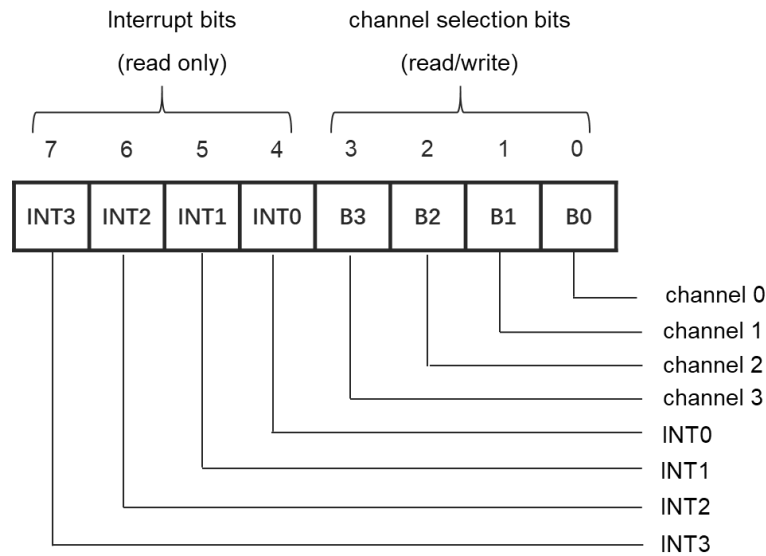 Interrupt bits channel selection bits
(read only) (read/write)
7 6 5 4 3 2 1 0
INT3 INT2 INT1 INT0 B3 B2 B1 B0
channel 0
channel 1
channel 2
channel 3
INT0
INT1
INT2
INT3